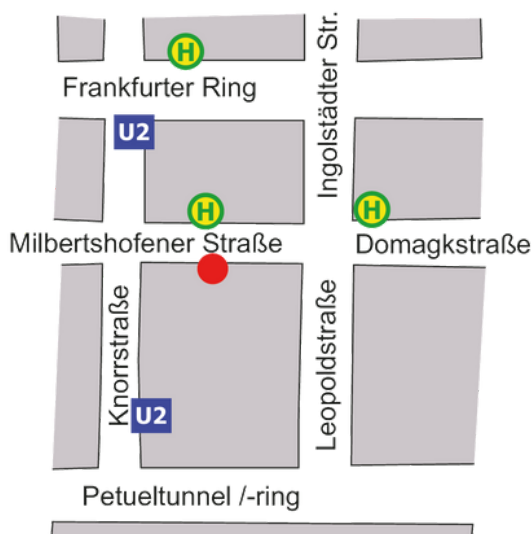 H
Ingolstädter Str.
Frankfurter Ring
U2
H
H
Milbertshofener Straße
Domagkstraße
Knorrstraße
Leopoldstraße
U2
Petueltunnel /-ring